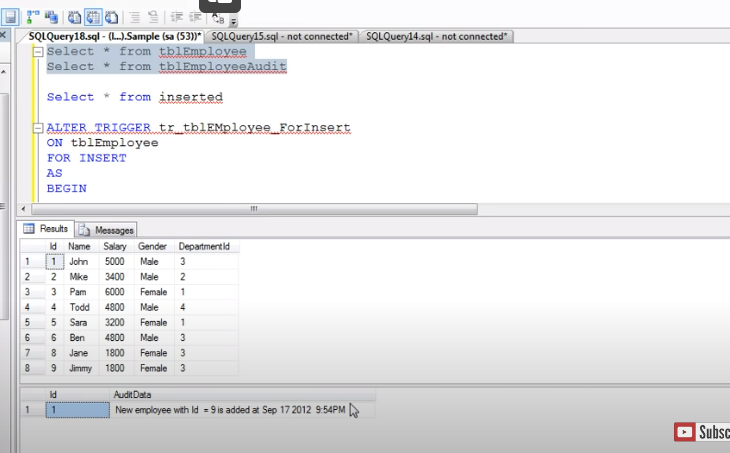 SQLQuery18.sql - (l...).Sample (sa (53))* SQLQuery15.sql - not connected* SQLQuery14.sql - not connected*
Select * from tblEmployee
Select * from tblEmployeeAudit
Select * from inserted
ALTER TRIGGER tr_tblEMployee_ForInsert
ON tblEmployee
FOR INSERT
AS
BEGIN
Results Messages
Id Name Salary Gender DepartmentId
1 1 John 5000 Male 3
2 2 Mike 3400 Male 2
3 3 Pam 6000 Female 1
4 4 Todd 4800 Male 4
5 5 Sara 3200 Female 1
6 6 Ben 4800 Male 3
7 8 Jane 1800 Female 3
8 9 Jimmy 1800 Female 3
Id AuditData
1 1 New employee with Id = 9 is added at Sep 17 2012 9:54PM
Subsc